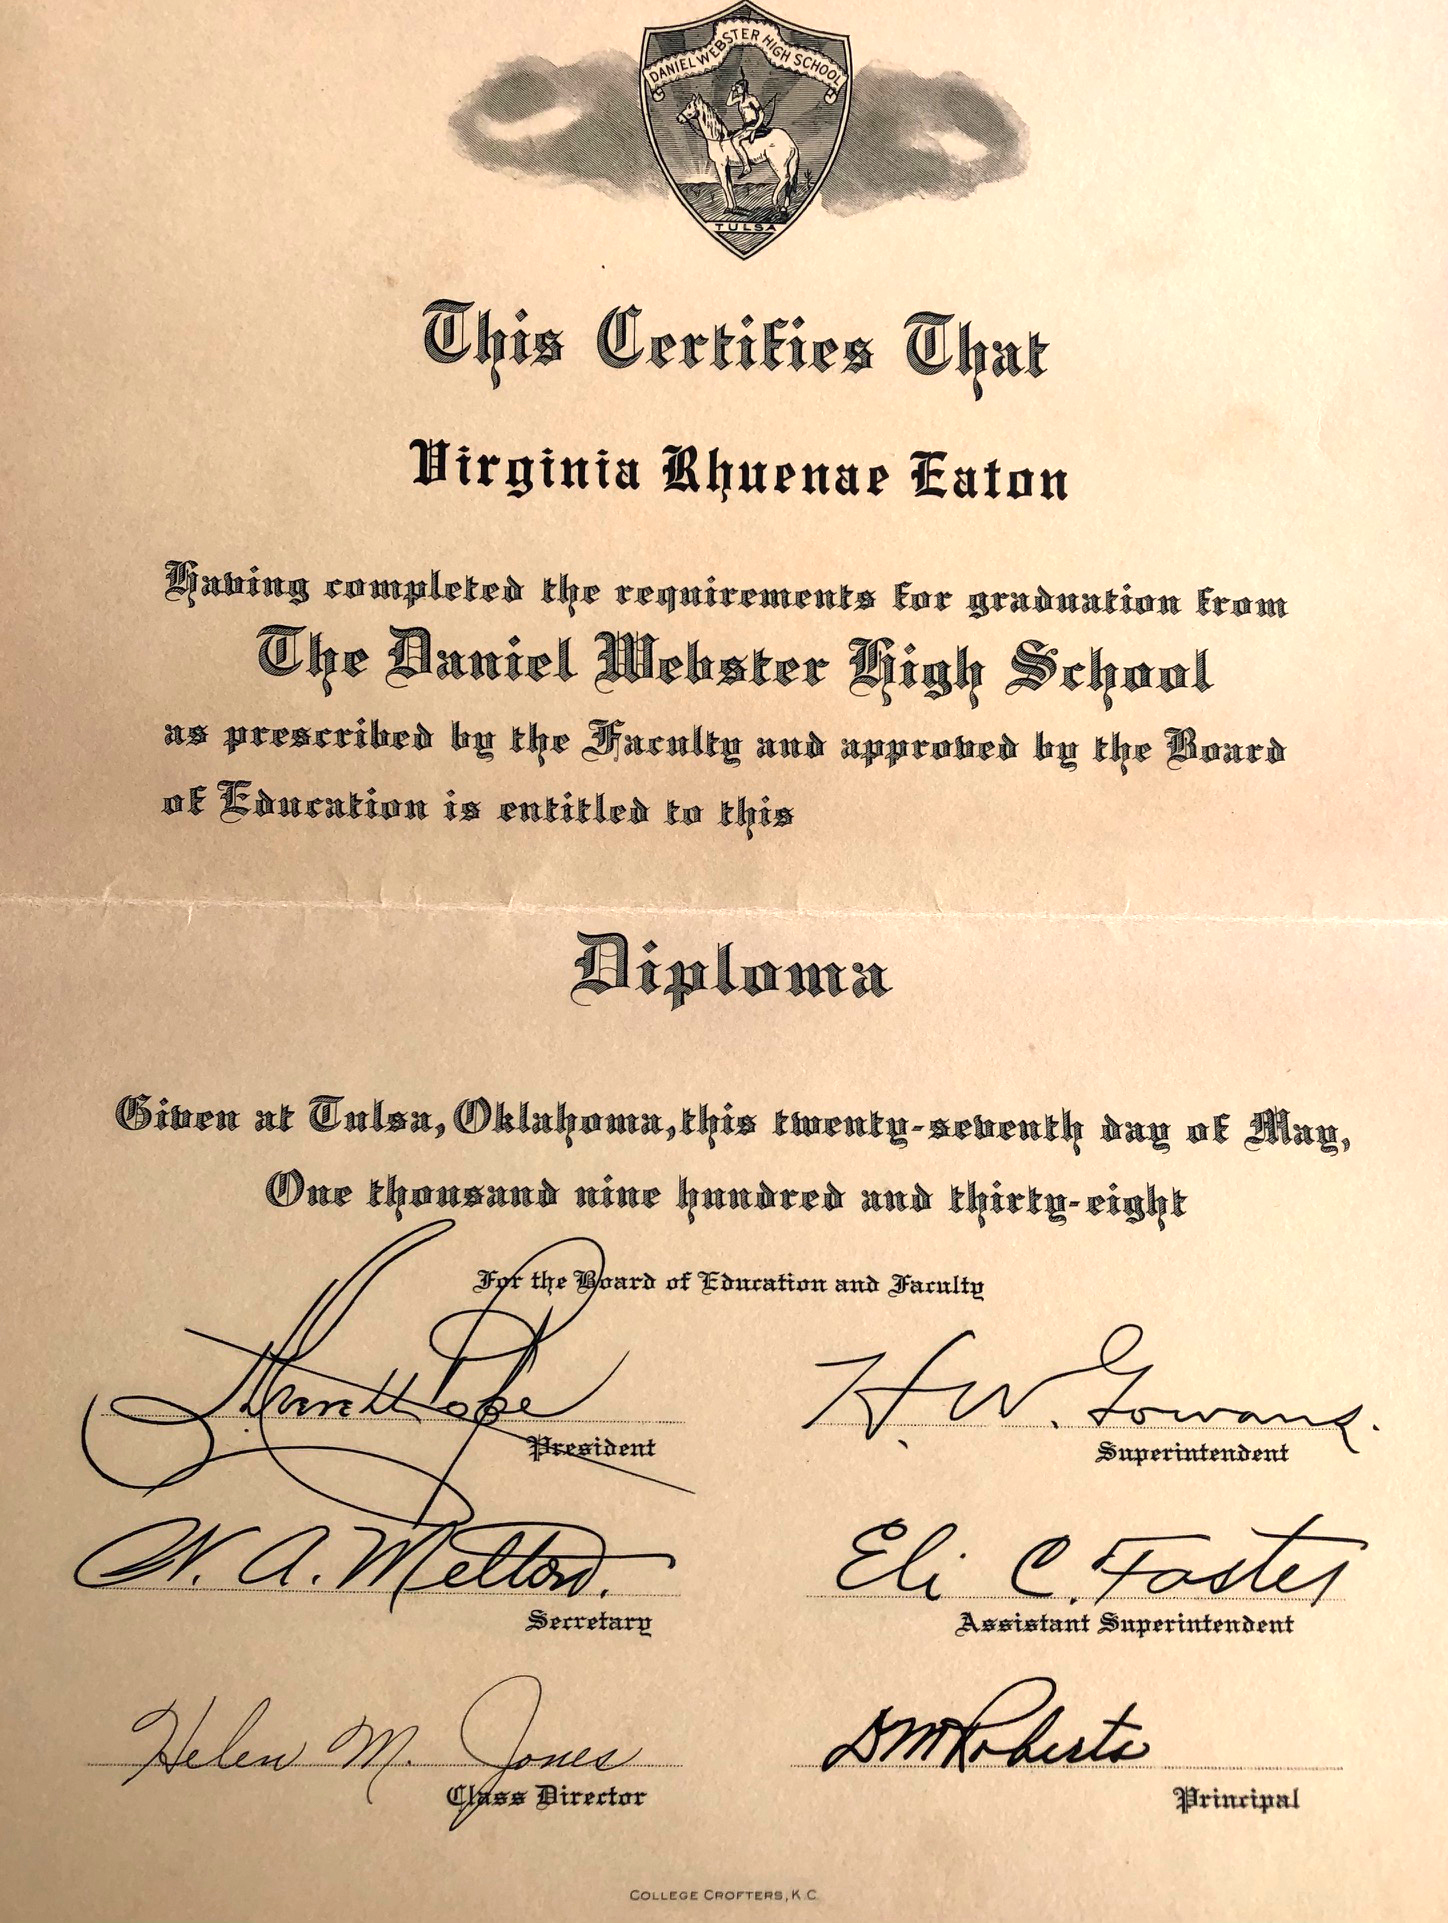 DANIEL WEBSTER HIGH SCHOOL
TULSA
This Certifies That
Virginia Rhuenae Eaton
Having completed the requirements for graduation from
The Daniel Webster High School
as prescribed by the Faculty and approved by the Board
of Education is entitled to this
Diploma
Given at Tulsa, Oklahoma, this twenty-seventh day of May,
One thousand nine hundred and thirty-eight
For the Board of Education and Faculty
H. W. Gowans.
President
Superintendent
A. Melton.
Eli C. Foster
Secretary
Assistant Superintendent
Helen M. Jones
DM Roberts
Class Director
Principal
COLLEGE CROFTERS, K.C.